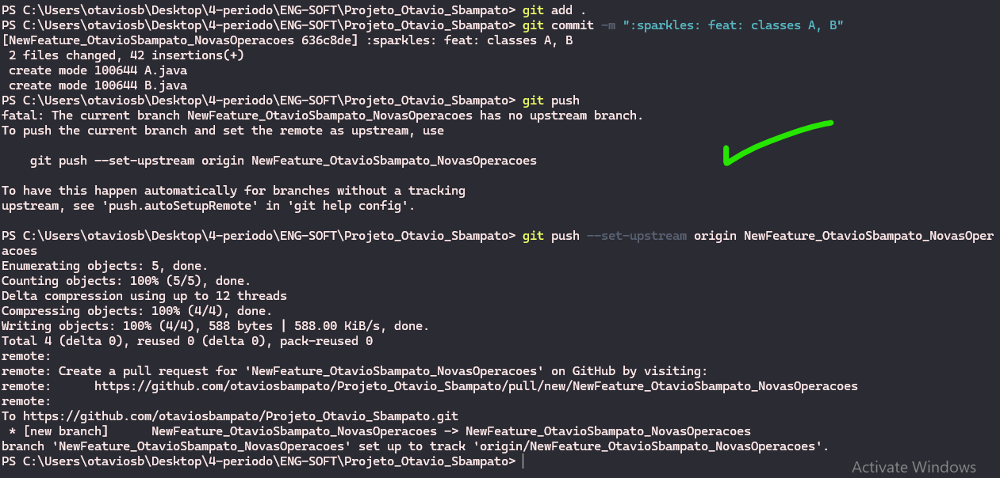 PS C:\Users\otaviosb\Desktop\4-periodo\ENG-SOFT\Projeto_Otavio_Sbampato> git add .
PS C:\Users\otaviosb\Desktop\4-periodo\ENG-SOFT\Projeto_Otavio_Sbampato> git commit -m ":sparkles: feat: classes A, B"
[NewFeature_OtavioSbampato_NovasOperacoes 636c8de] :sparkles: feat: classes A, B
 2 files changed, 42 insertions(+)
 create mode 100644 A.java
 create mode 100644 B.java
PS C:\Users\otaviosb\Desktop\4-periodo\ENG-SOFT\Projeto_Otavio_Sbampato> git push
fatal: The current branch NewFeature_OtavioSbampato_NovasOperacoes has no upstream branch.
To push the current branch and set the remote as upstream, use

    git push --set-upstream origin NewFeature_OtavioSbampato_NovasOperacoes

To have this happen automatically for branches without a tracking
upstream, see 'push.autoSetupRemote' in 'git help config'.

PS C:\Users\otaviosb\Desktop\4-periodo\ENG-SOFT\Projeto_Otavio_Sbampato> git push --set-upstream origin NewFeature_OtavioSbampato_NovasOper
acoes
Enumerating objects: 5, done.
Counting objects: 100% (5/5), done.
Delta compression using up to 12 threads
Compressing objects: 100% (4/4), done.
Writing objects: 100% (4/4), 588 bytes | 588.00 KiB/s, done.
Total 4 (delta 0), reused 0 (delta 0), pack-reused 0
remote:
remote: Create a pull request for 'NewFeature_OtavioSbampato_NovasOperacoes' on GitHub by visiting:
remote:      https://github.com/otaviosbampato/Projeto_Otavio_Sbampato/pull/new/NewFeature_OtavioSbampato_NovasOperacoes
remote:
To https://github.com/otaviosbampato/Projeto_Otavio_Sbampato.git
 * [new branch]      NewFeature_OtavioSbampato_NovasOperacoes -> NewFeature_OtavioSbampato_NovasOperacoes
branch 'NewFeature_OtavioSbampato_NovasOperacoes' set up to track 'origin/NewFeature_OtavioSbampato_NovasOperacoes'.
PS C:\Users\otaviosb\Desktop\4-periodo\ENG-SOFT\Projeto_Otavio_Sbampato>
Activate Windows